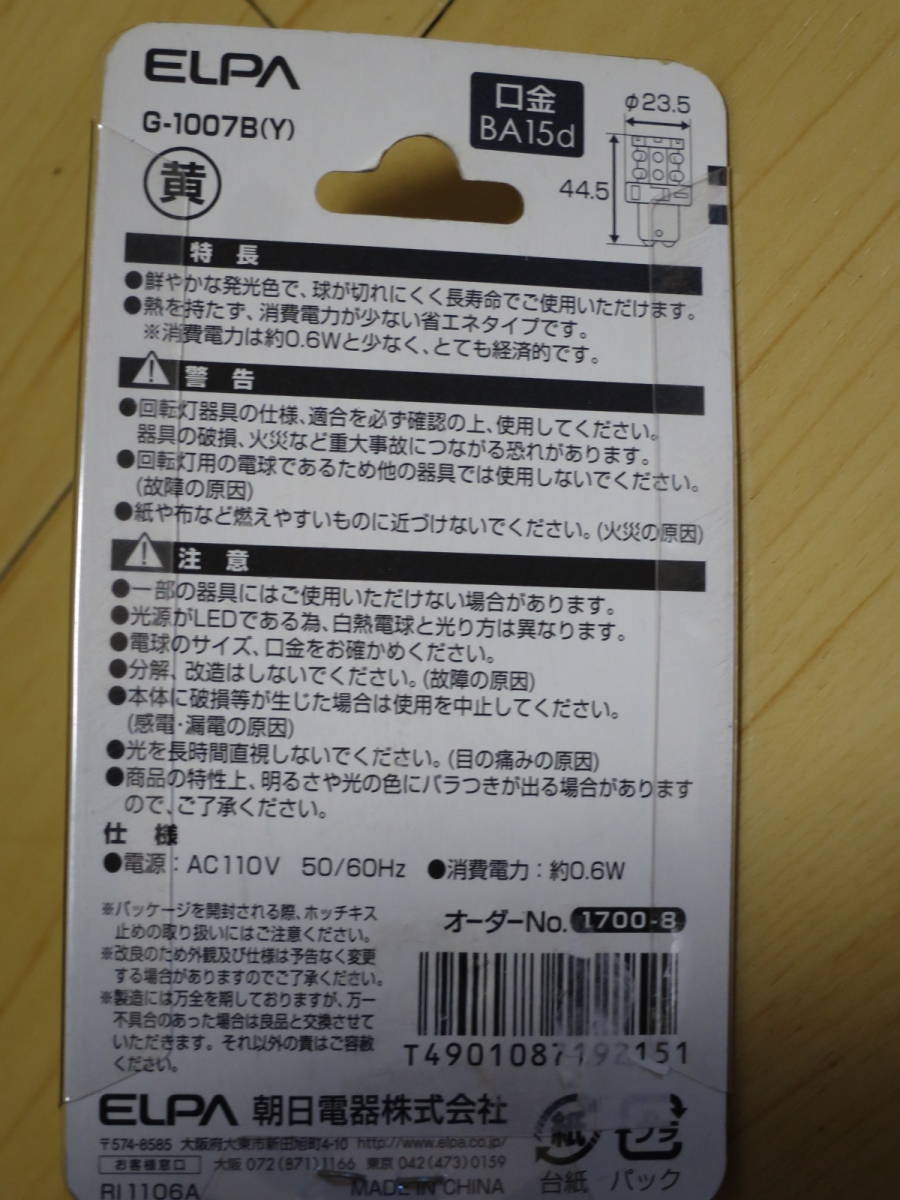 ELPA
G-1007B(Y)
黄
口金
BA15d
φ23.5
44.5
特長
●鮮やかな発光色で、球が切れにくく長寿命でご使用いただけます。
●熱を持たず、消費電力が少ない省エネタイプです。
※消費電力は約0.6Wと少なく、とても経済的です。
警告
●回転灯器具の仕様、適合を必ず確認の上、使用してください。
器具の破損、火災など重大事故につながる恐れがあります。
●回転灯用の電球であるため他の器具では使用しないでください。
(故障の原因)
●紙や布など燃えやすいものに近づけないでください。(火災の原因)
注意
●一部の器具にはご使用いただけない場合があります。
●光源がLEDである為、白熱電球と光り方は異なります。
●電球のサイズ、口金をお確かめください。
●分解、改造はしないでください。(故障の原因)
●本体に破損等が生じた場合は使用を中止してください。
(感電・漏電の原因)
●光を長時間直視しないでください。(目の痛みの原因)
●商品の特性上、明るさや光の色にバラつきが出る場合があります
ので、ご了承ください。
仕様
●電源:AC110V 50/60Hz ●消費電力:約0.6W
※パッケージを開封される際、ホッチキス
止めの取り扱いにはご注意ください。
※改良のため外観及び仕様は予告なく変更
する場合がありますのでご了承ください。
※製造には万全を期しておりますが、万一
不具合のあった場合は良品と交換させて
いただきます。それ以外の責はご容赦
ください。
オーダーNo. 1700-8
T4901087192151
ELPA 朝日電器株式会社
〒574-8585 大阪府大東市新田旭町4-10 http://www.elpa.co.jp/
お客様窓口 大阪 072(871)1166 東京 042(473)0159
RI1106A MADE IN CHINA
紙
台紙
プラ
パック